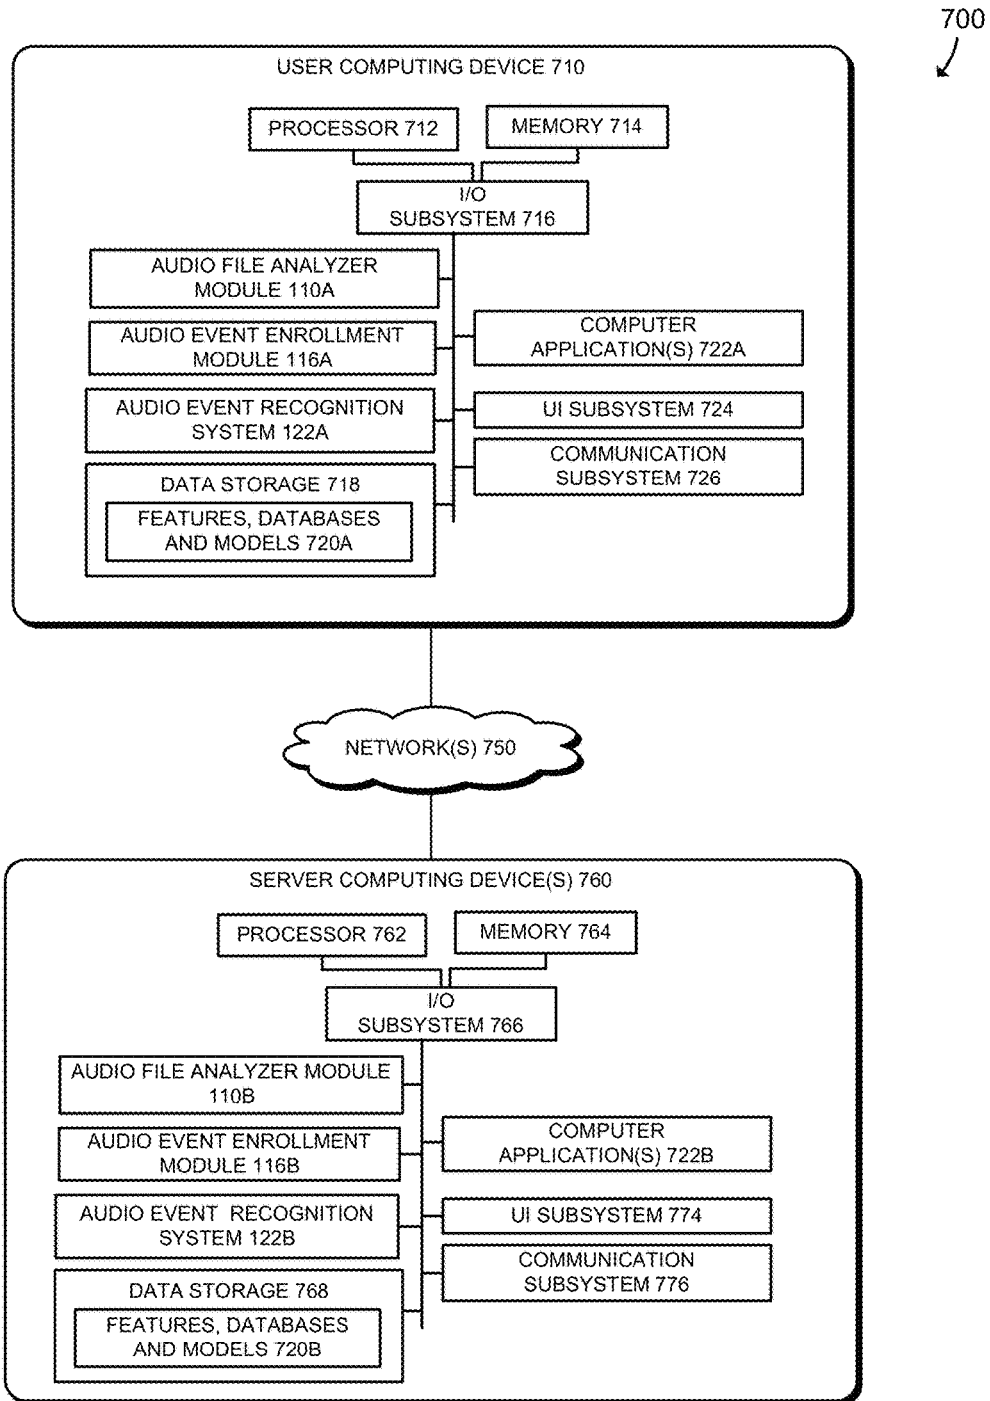 700
USER COMPUTING DEVICE 710
PROCESSOR 712
MEMORY 714
I/O
SUBSYSTEM 716
AUDIO FILE ANALYZER
MODULE 110A
AUDIO EVENT ENROLLMENT
MODULE 116A
AUDIO EVENT RECOGNITION
SYSTEM 122A
DATA STORAGE 718
FEATURES, DATABASES
AND MODELS 720A
COMPUTER
APPLICATION(S) 722A
UI SUBSYSTEM 724
COMMUNICATION
SUBSYSTEM 726
NETWORK(S) 750
SERVER COMPUTING DEVICE(S) 760
PROCESSOR 762
MEMORY 764
I/O
SUBSYSTEM 766
AUDIO FILE ANALYZER MODULE
110B
AUDIO EVENT ENROLLMENT
MODULE 116B
AUDIO EVENT RECOGNITION
SYSTEM 122B
DATA STORAGE 768
FEATURES, DATABASES
AND MODELS 720B
COMPUTER
APPLICATION(S) 722B
UI SUBSYSTEM 774
COMMUNICATION
SUBSYSTEM 776